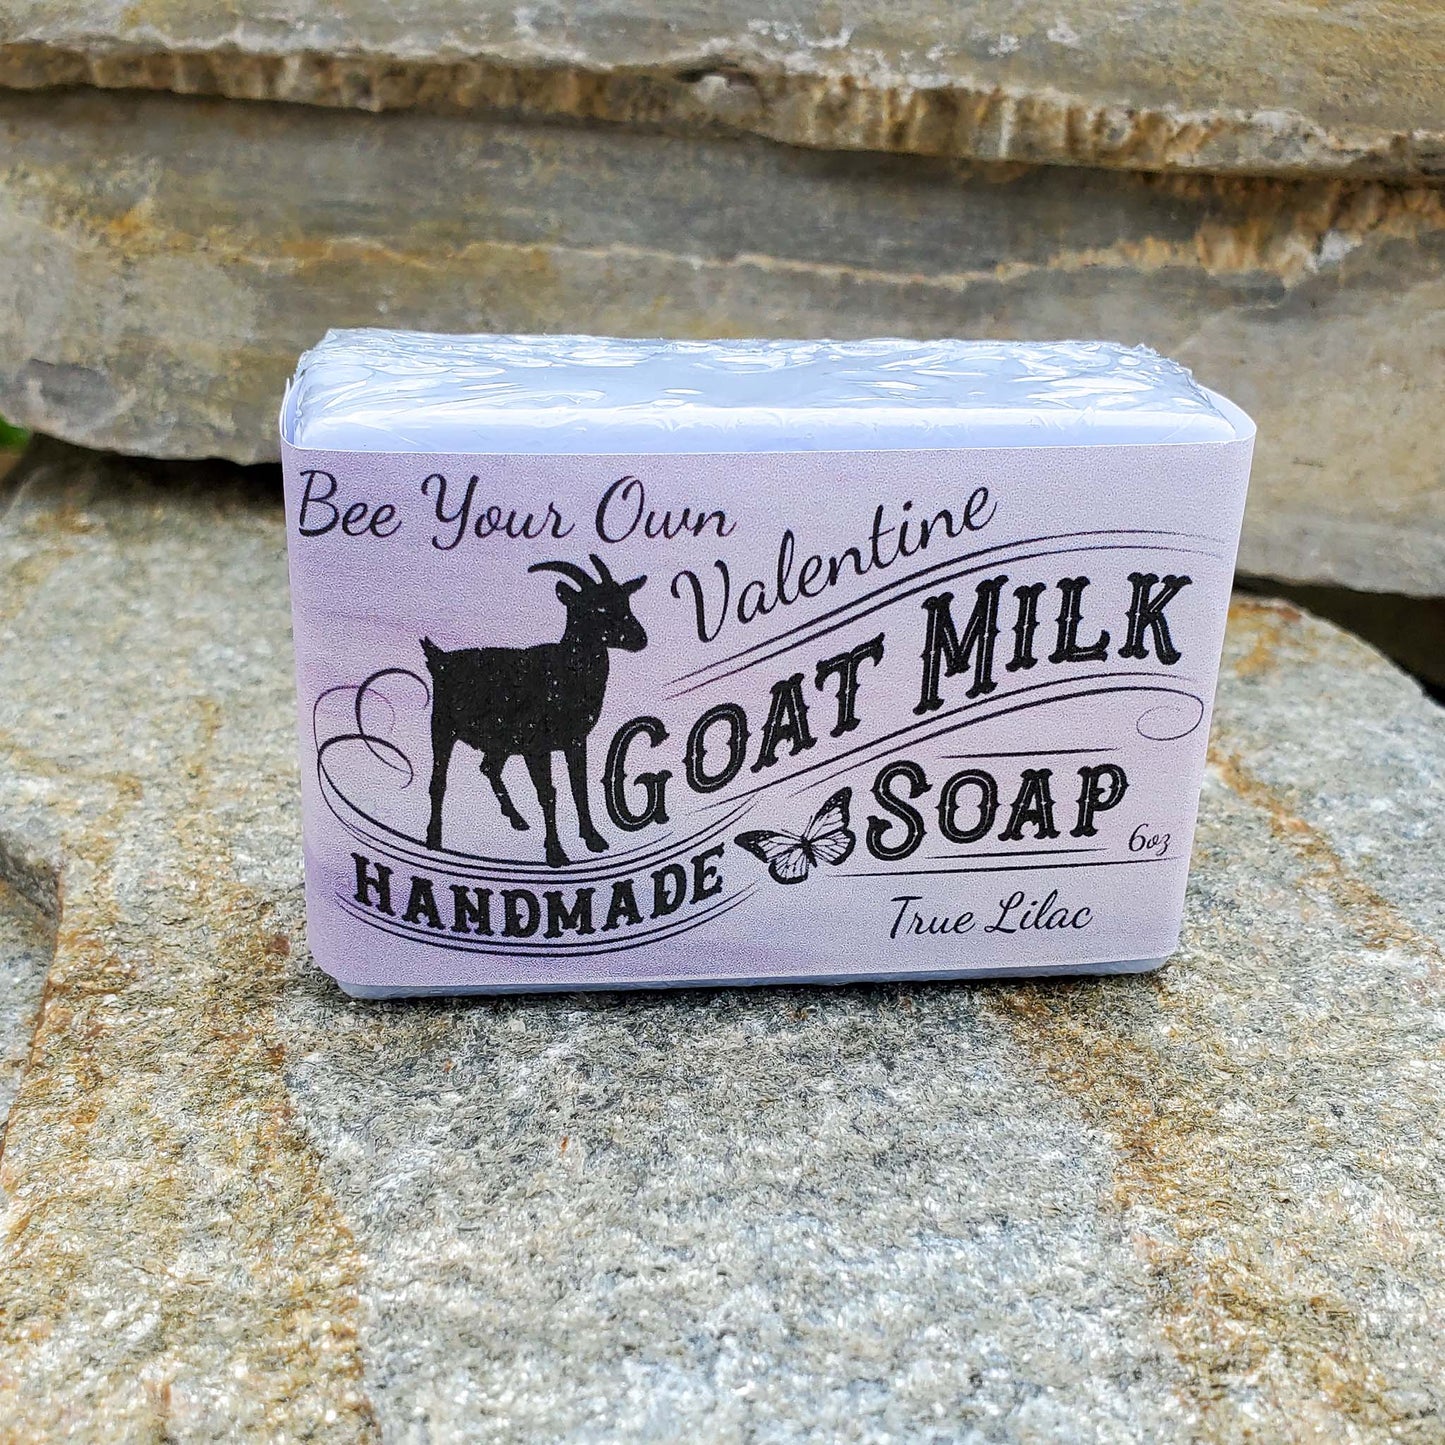 Bee Your Own
Valentine
GOAT MILK
SOAP
6oz
HANDMADE
True Lilac